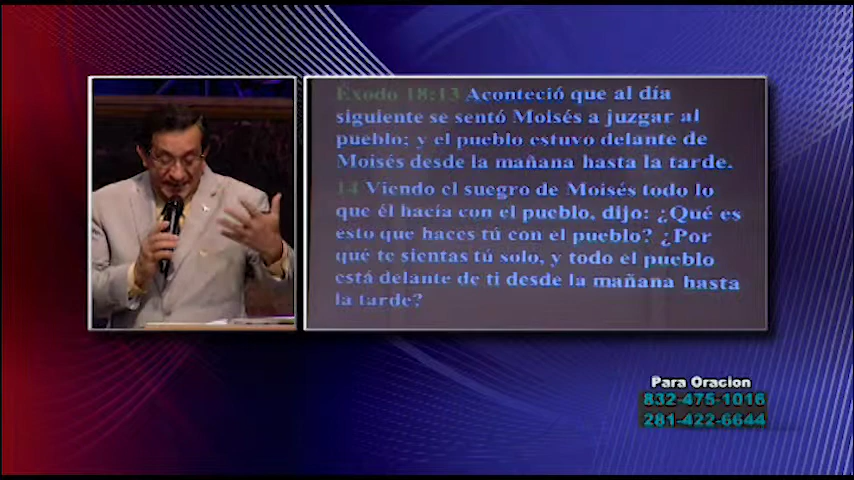 Éxodo 18:13 Aconteció que al día
siguiente se sentó Moisés a juzgar al
pueblo; y el pueblo estuvo delante de
Moisés desde la mañana hasta la tarde.
14 Viendo el suegro de Moisés todo lo
que él hacía con el pueblo, dijo: ¿Qué es
esto que haces tú con el pueblo? ¿Por
qué te sientas tú solo, y todo el pueblo
está delante de ti desde la mañana hasta
la tarde?
Para Oracion
832-475-1016
281-422-6644